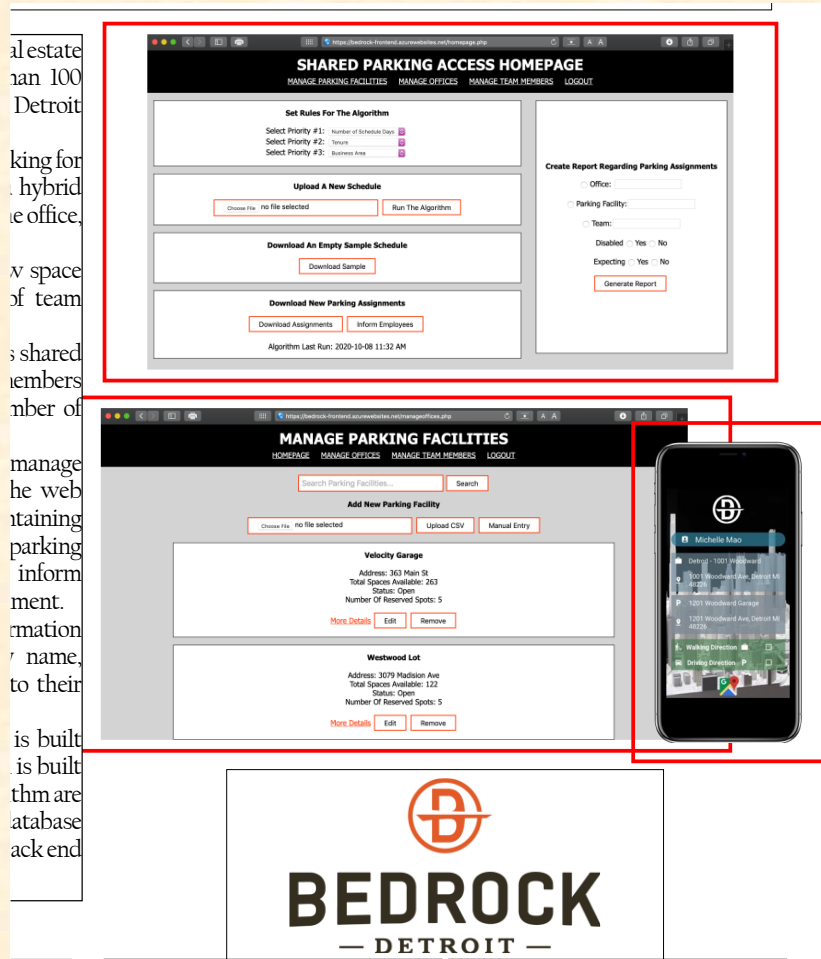 al estate
han 100
Detroit
king for
hybrid
e office,
w space
of team
s shared
members
mber of
manage
he web
ntaining
parking
inform
ment.
rmation
name,
to their
is built
is built
thm are
database
ack end
https://bedrock-frontend.azurewebsites.net/homepage.php
A A
SHARED PARKING ACCESS HOMEPAGE
MANAGE PARKING FACILITIES MANAGE OFFICES MANAGE TEAM MEMBERS LOGOUT
Set Rules For The Algorithm
Select Priority #1: Number of Schedule Days
Select Priority #2: Tenure
Select Priority #3: Business Area
Upload A New Schedule
Choose File no file selected Run The Algorithm
Download An Empty Sample Schedule
Download Sample
Download New Parking Assignments
Download Assignments Inform Employees
Algorithm Last Run: 2020-10-08 11:32 AM
Create Report Regarding Parking Assignments
Office:
Parking Facility:
Team:
Disabled Yes No
Expecting Yes No
Generate Report
https://bedrock-frontend.azurewebsites.net/manageoffices.php
A A
MANAGE PARKING FACILITIES
HOMEPAGE MANAGE OFFICES MANAGE TEAM MEMBERS LOGOUT
Search Parking Facilities... Search
Add New Parking Facility
Choose File no file selected Upload CSV Manual Entry
Velocity Garage
Address: 363 Main St
Total Spaces Available: 263
Status: Open
Number Of Reserved Spots: 5
More Details Edit Remove
Westwood Lot
Address: 3079 Madision Ave
Total Spaces Available: 122
Status: Open
Number Of Reserved Spots: 5
More Details Edit Remove
Michelle Mao
Detroit - 1001 Woodward
1001 Woodward Ave, Detroit MI
48226
P 1201 Woodward Garage
1201 Woodward Ave, Detroit MI
48226
Walking Direction
Driving Direction P
BEDROCK
— DETROIT —